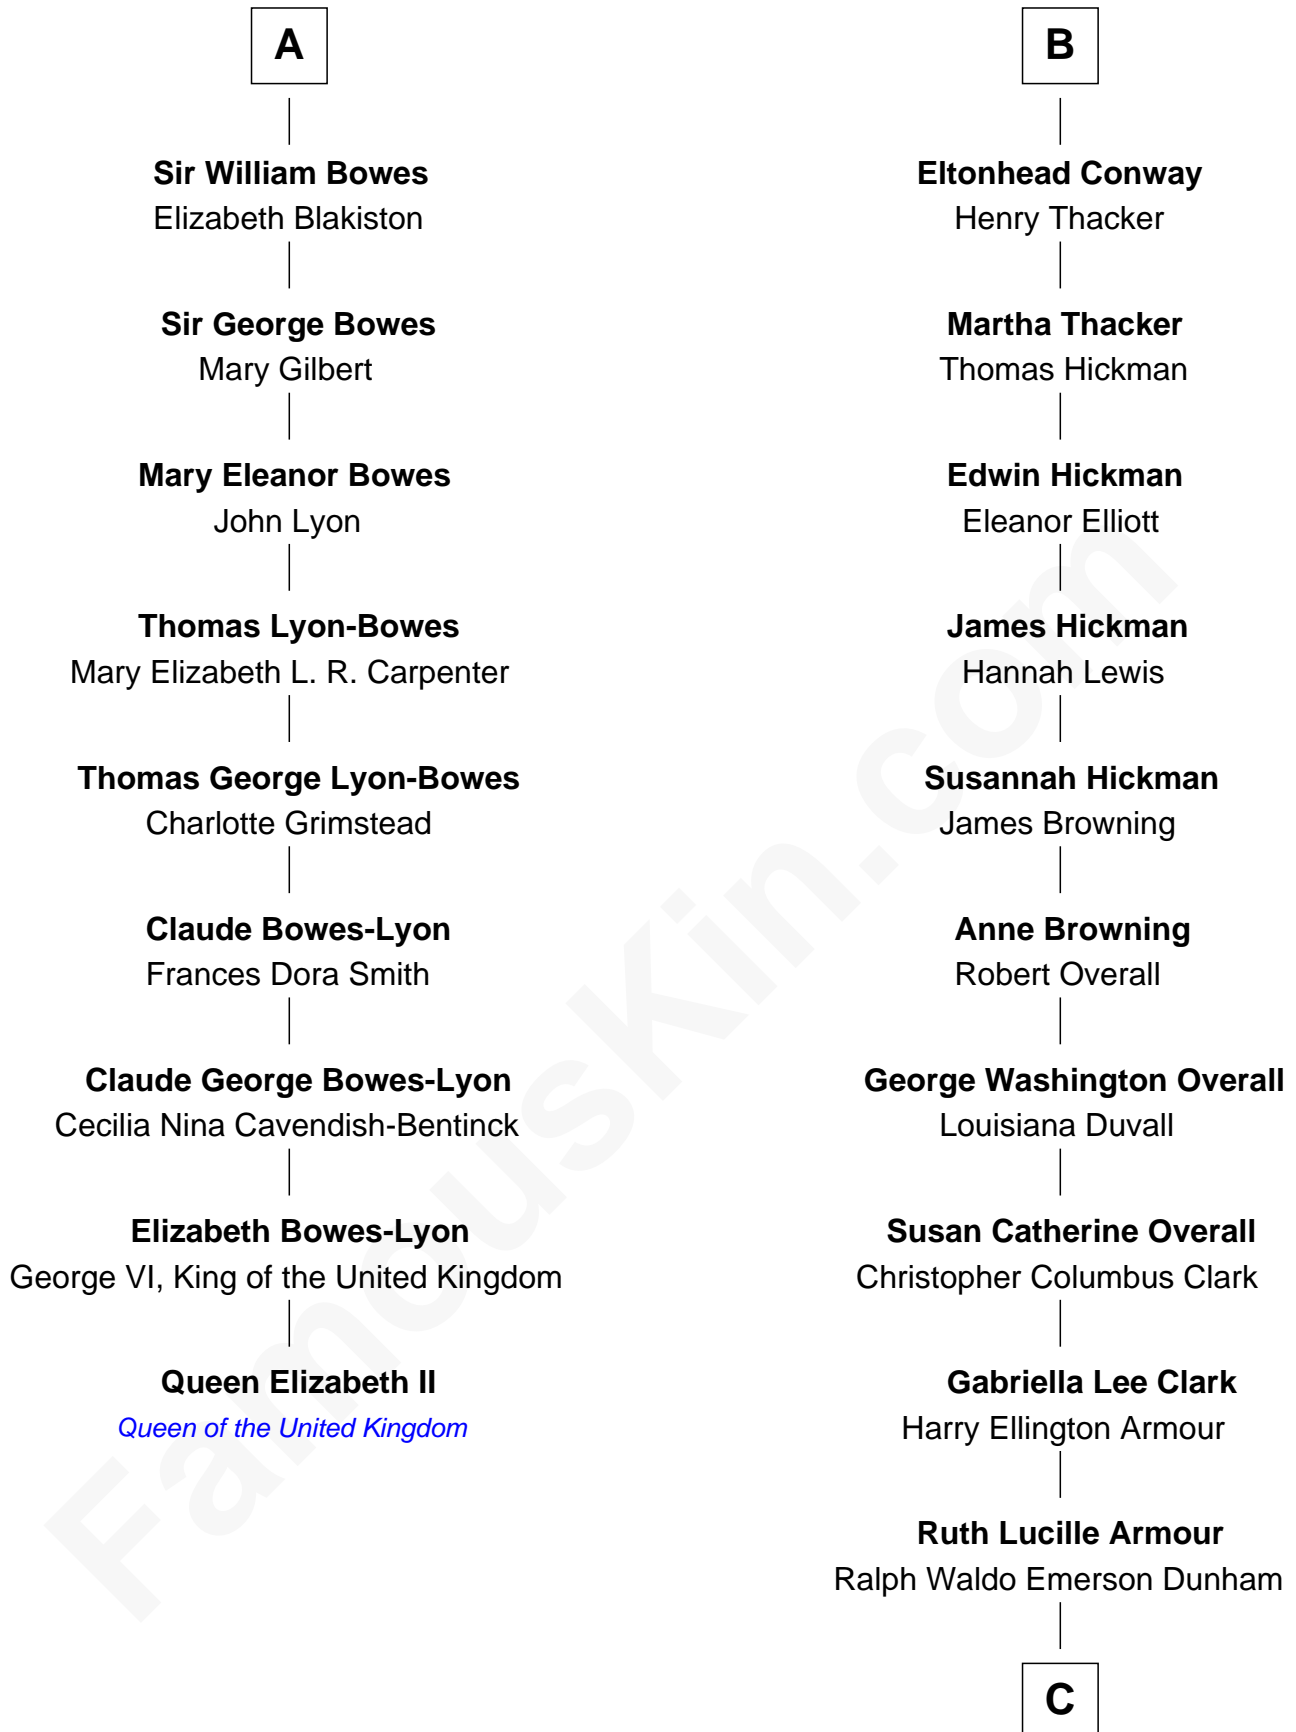 A
Sir William Bowes
Elizabeth Blakiston
Sir George Bowes
Mary Gilbert
Mary Eleanor Bowes
John Lyon
Thomas Lyon-Bowes
Mary Elizabeth L. R. Carpenter
Thomas George Lyon-Bowes
Charlotte Grimstead
Claude Bowes-Lyon
Frances Dora Smith
Claude George Bowes-Lyon
Cecilia Nina Cavendish-Bentinck
Elizabeth Bowes-Lyon
George VI, King of the United Kingdom
Queen Elizabeth II
Queen of the United Kingdom
B
Eltonhead Conway
Henry Thacker
Martha Thacker
Thomas Hickman
Edwin Hickman
Eleanor Elliott
James Hickman
Hannah Lewis
Susannah Hickman
James Browning
Anne Browning
Robert Overall
George Washington Overall
Louisiana Duvall
Susan Catherine Overall
Christopher Columbus Clark
Gabriella Lee Clark
Harry Ellington Armour
Ruth Lucille Armour
Ralph Waldo Emerson Dunham
C
FamousKin.com